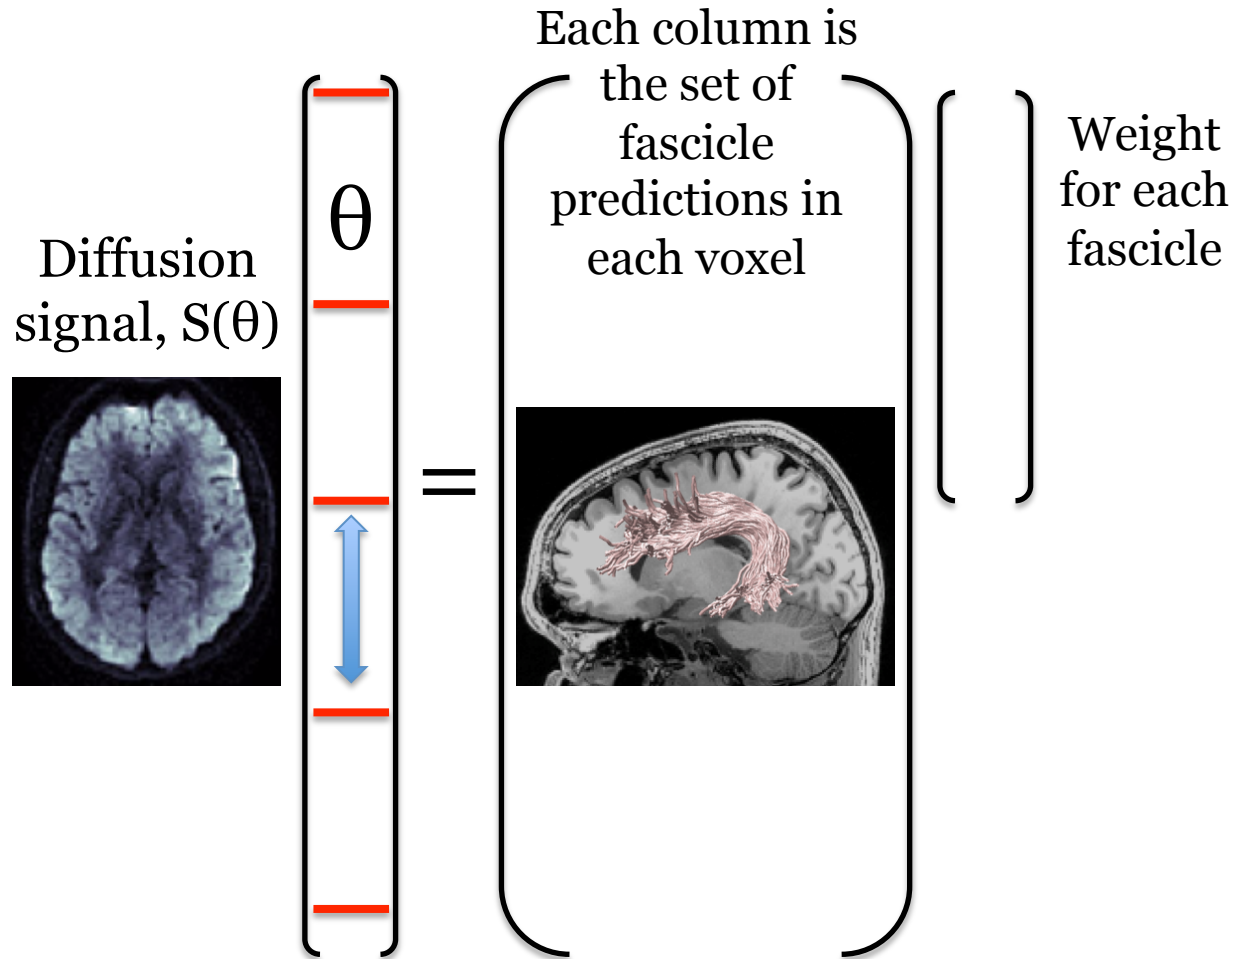 Diffusion
signal, S(θ)
θ
=
Each column is
the set of
fascicle
predictions in
each voxel
Weight
for each
fascicle